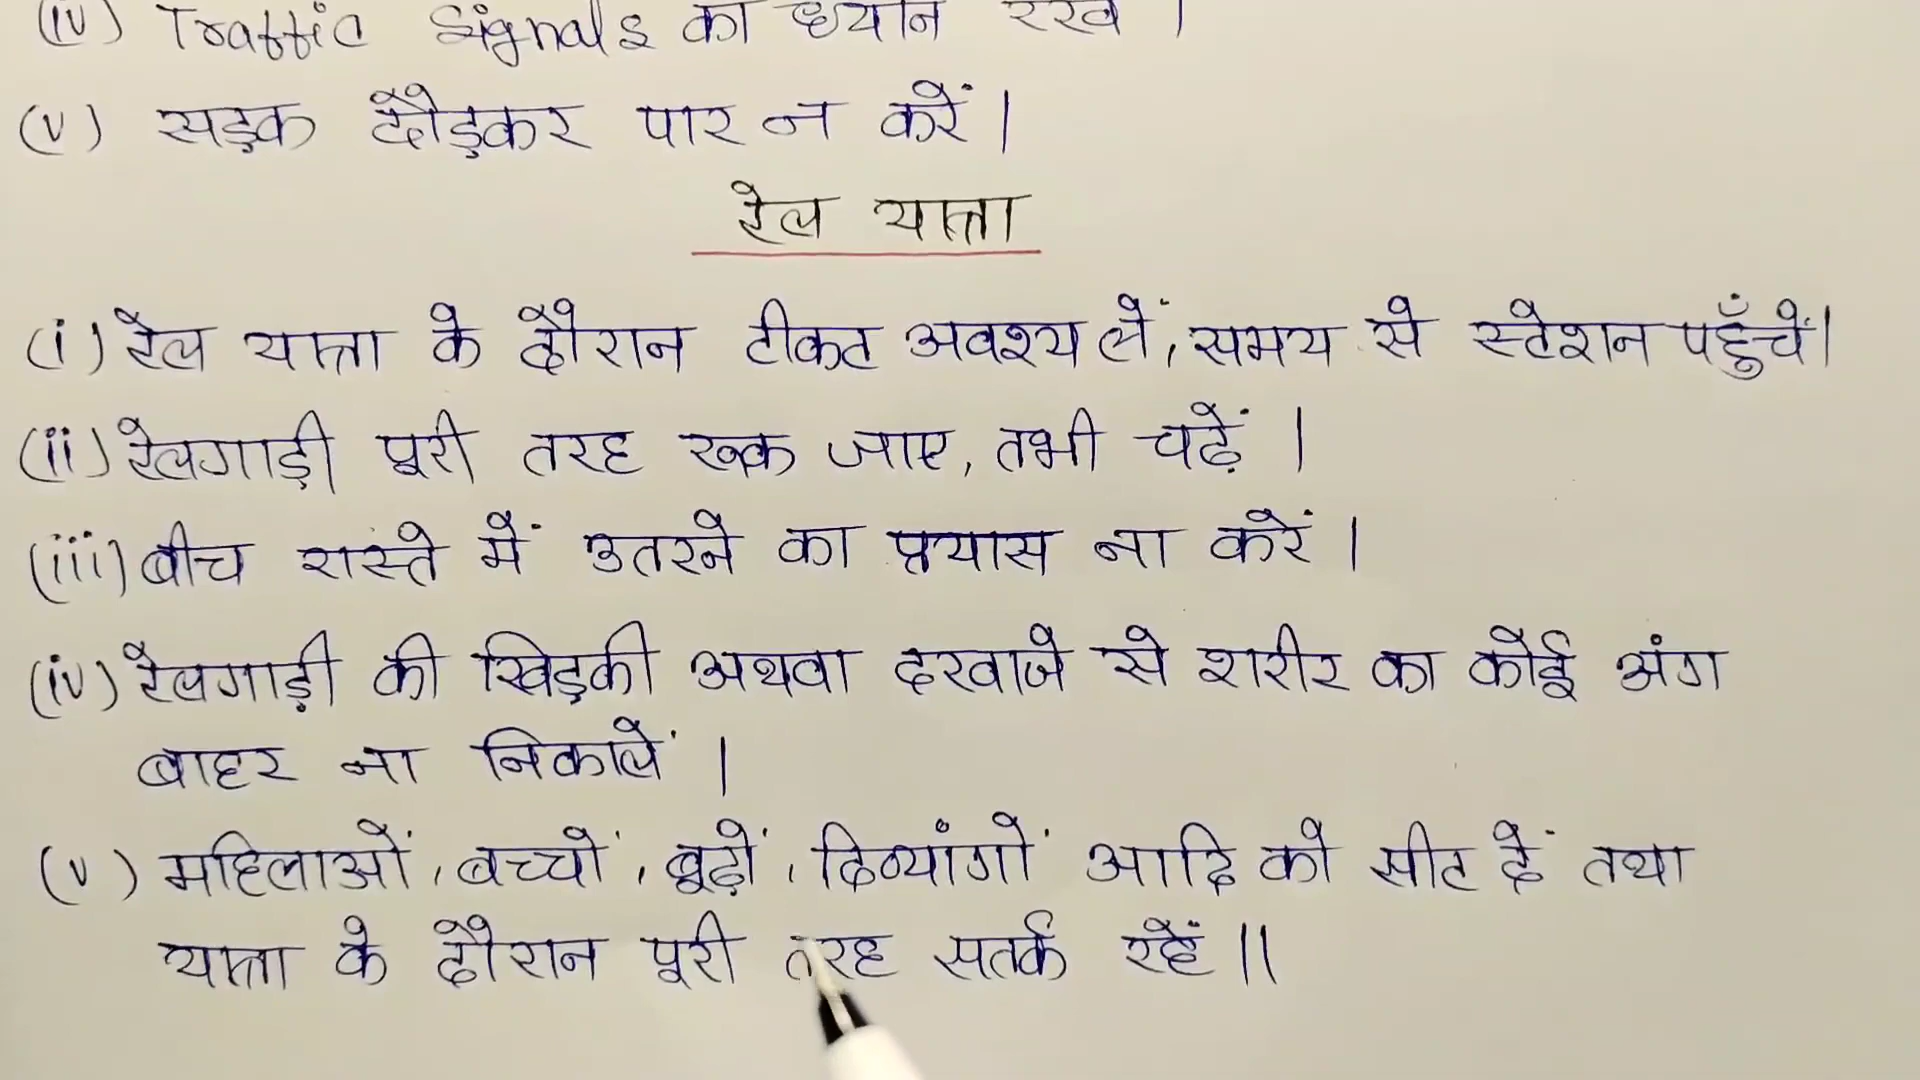 (iv) Traffic Signals का ध्यान रखें |
(v) सड़क दौड़कर पार न करें |
रेल यात्रा
(i) रेल यात्रा के दौरान टीकट अवश्य लें, समय से स्टेशन पहुँचें |
(ii) रेलगाड़ी पूरी तरह रूक जाए, तभी चढ़ें |
(iii) बीच रास्ते में उतरने का प्रयास ना करें |
(iv) रेलगाड़ी की खिड़की अथवा दरवाजे से शरीर का कोई अंग
बाहर ना निकालें |
(v) महिलाओं, बच्चों, बूढ़ों, दिव्यांगों आदि को सीट दें तथा
यात्रा के दौरान पूरी तरह सतर्क रहें ||